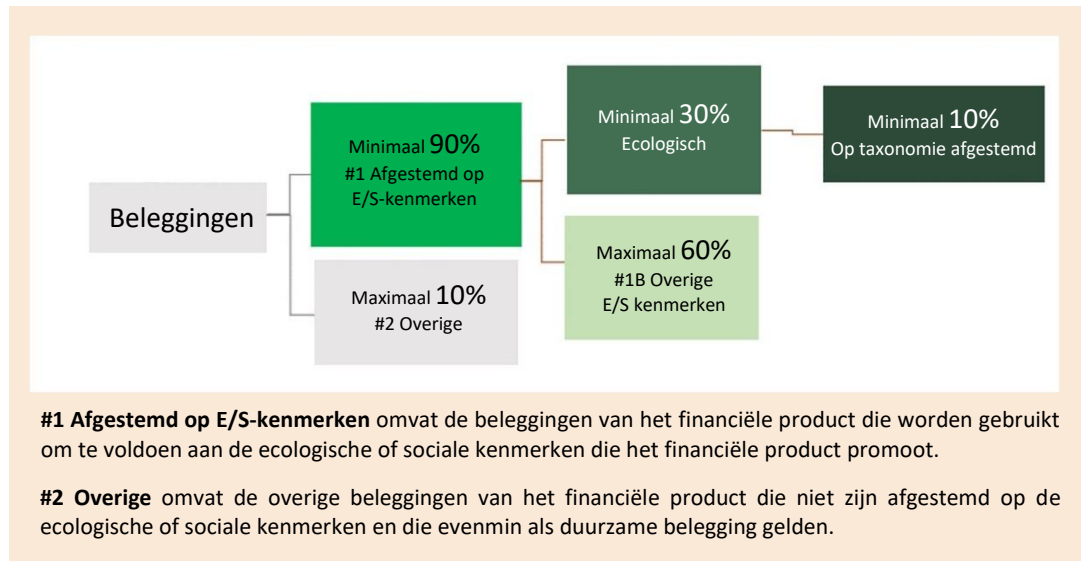 Beleggingen
Minimaal 90%
#1 Afgestemd op
E/S-kenmerken
Maximaal 10%
#2 Overige
Minimaal 30%
Ecologisch
Maximaal 60%
#1B Overige
E/S kenmerken
Minimaal 10%
Op taxonomie afgestemd
#1 Afgestemd op E/S-kenmerken omvat de beleggingen van het financiële product die worden gebruikt
om te voldoen aan de ecologische of sociale kenmerken die het financiële product promoot.
#2 Overige omvat de overige beleggingen van het financiële product die niet zijn afgestemd op de
ecologische of sociale kenmerken en die evenmin als duurzame belegging gelden.